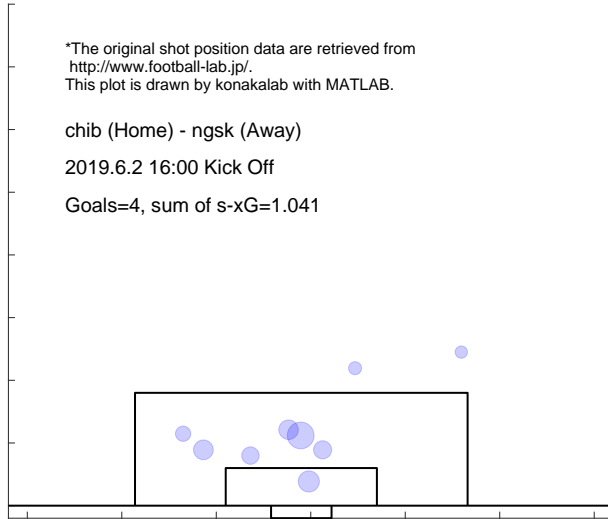 *The original shot position data are retrieved from
http://www.football-lab.jp/.
This plot is drawn by konakalab with MATLAB.
chib (Home) - ngsk (Away)
2019.6.2 16:00 Kick Off
Goals=4, sum of s-xG=1.041